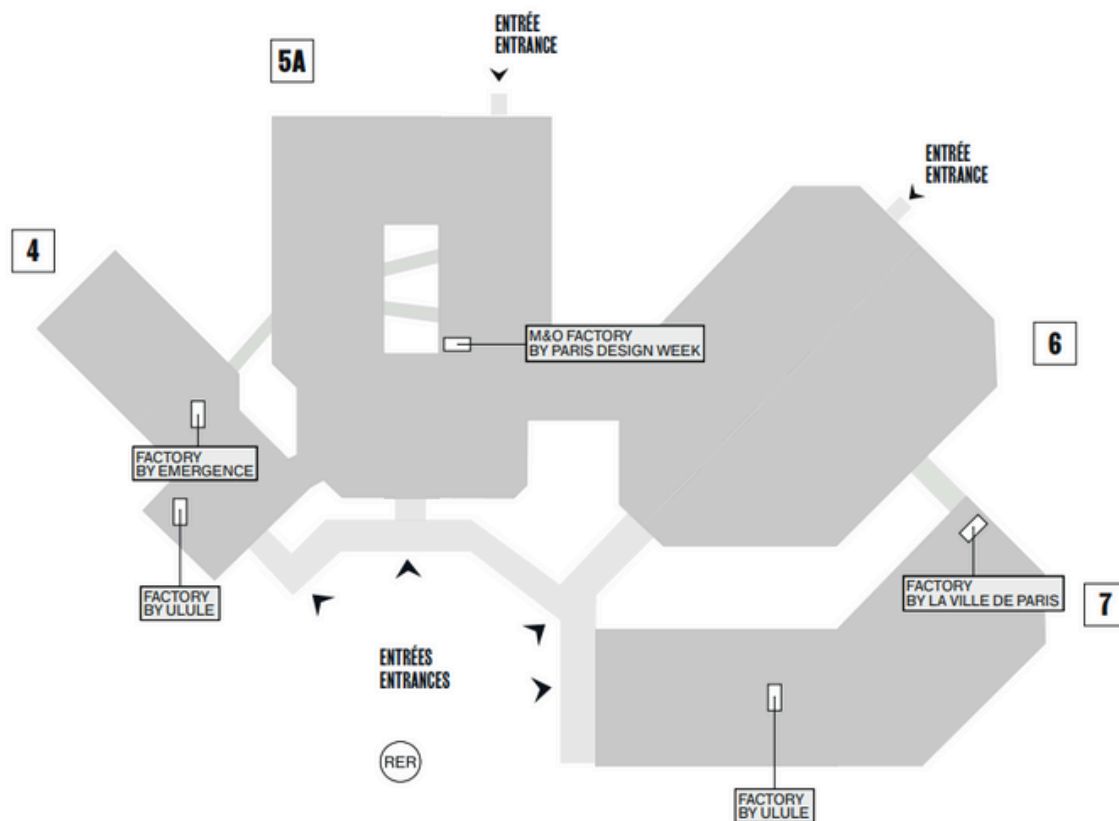 ENTRÉE
ENTRANCE
5A
ENTRÉE
ENTRANCE
4
M&O FACTORY
BY PARIS DESIGN WEEK
6
FACTORY
BY EMERGENCE
FACTORY
BY ULULE
FACTORY
BY LA VILLE DE PARIS
7
ENTRÉES
ENTRANCES
RER
FACTORY
BY ULULE